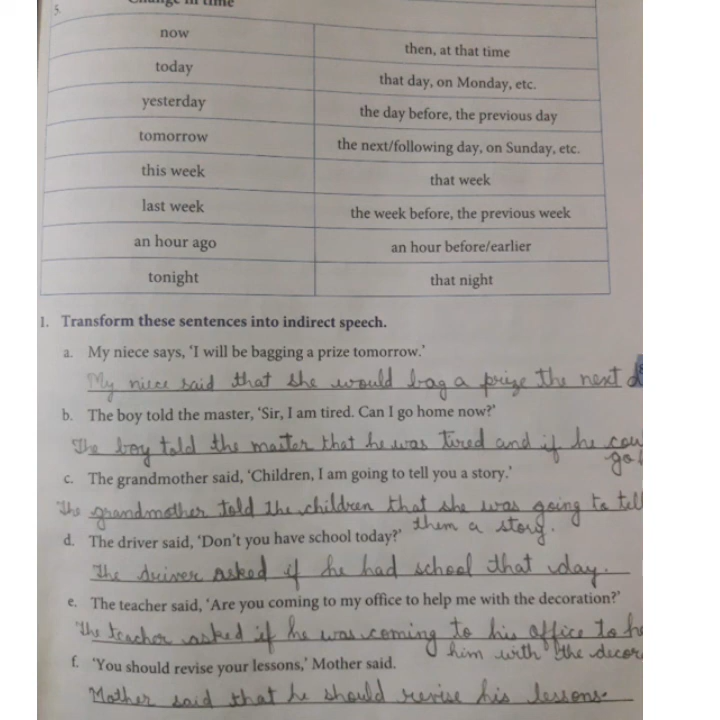 5. Change in time
now then, at that time
today that day, on Monday, etc.
yesterday the day before, the previous day
tomorrow the next/following day, on Sunday, etc.
this week that week
last week the week before, the previous week
an hour ago an hour before/earlier
tonight that night
1. Transform these sentences into indirect speech.
a. My niece says, ‘I will be bagging a prize tomorrow.’
My niece said that she would bag a prize the next d
b. The boy told the master, ‘Sir, I am tired. Can I go home now?’
The boy told the master that he was tired and if he cou
go
c. The grandmother said, ‘Children, I am going to tell you a story.’
The grandmother told the children that she was going to tell
them a story.
d. The driver said, ‘Don’t you have school today?’
The driver asked if he had school that day.
e. The teacher said, ‘Are you coming to my office to help me with the decoration?’
The teacher asked if he was coming to his office to he
him with the decor
f. ‘You should revise your lessons,’ Mother said.
Mother said that he should revise his lessons.